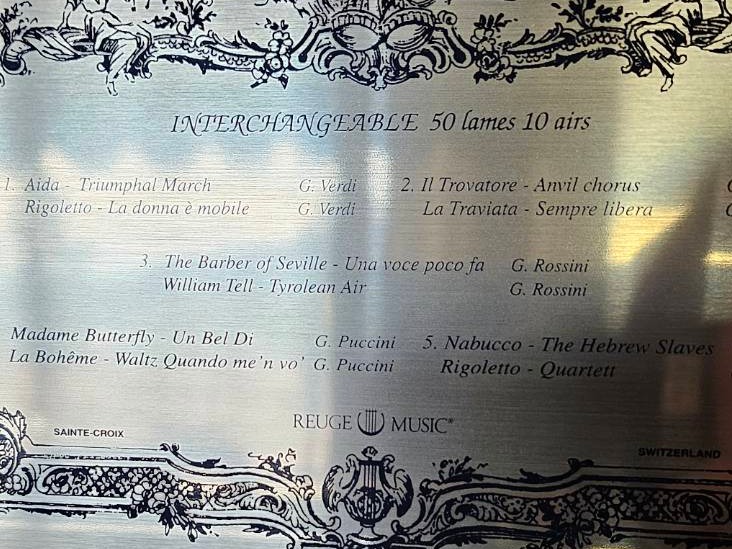 INTERCHANGEABLE 50 lames 10 airs
1. Aida - Triumphal March G. Verdi 2. Il Trovatore - Anvil chorus
Rigoletto - La donna è mobile G. Verdi La Traviata - Sempre libera
3. The Barber of Seville - Una voce poco fa G. Rossini
William Tell - Tyrolean Air G. Rossini
Madame Butterfly - Un Bel Di G. Puccini 5. Nabucco - The Hebrew Slaves
La Bohême - Waltz Quando me'n vo' G. Puccini Rigoletto - Quartett
REUGE MUSIC®
SAINTE-CROIX
SWITZERLAND